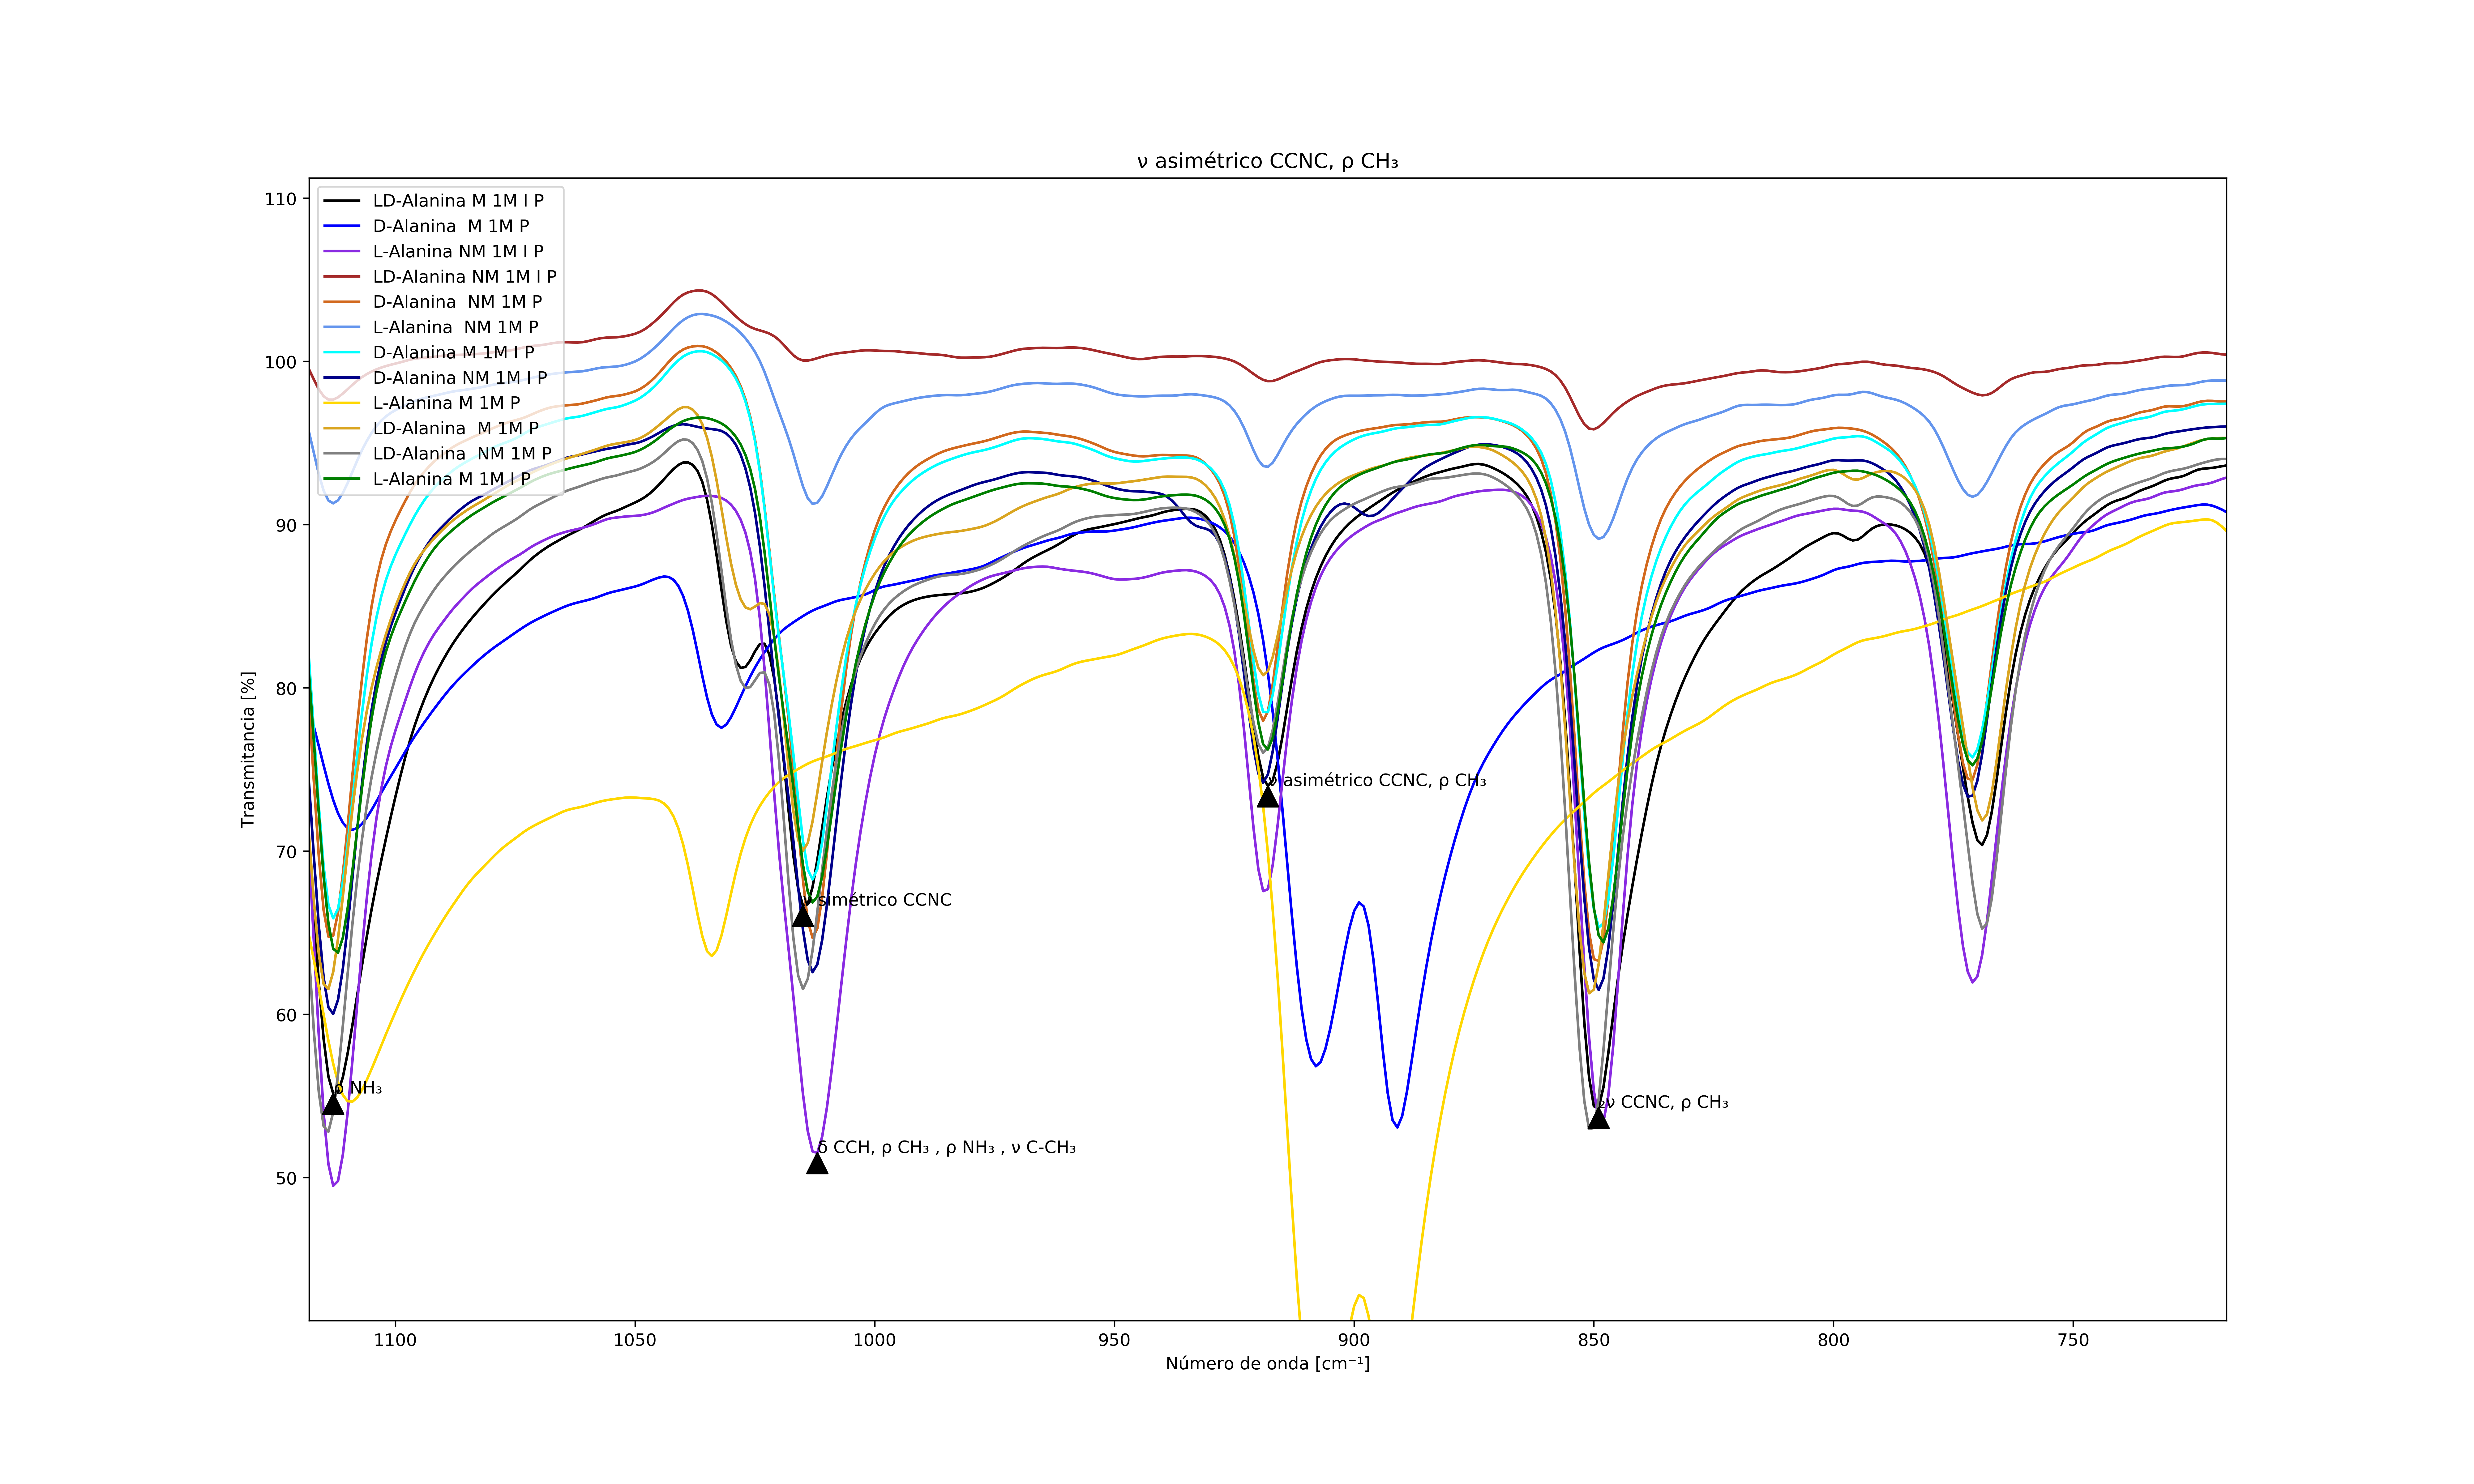 ν asimétrico CCNC, ρ CH₃
110
100
90
80
70
60
50
Transmitancia [%]
LD-Alanina M 1M I P
D-Alanina  M 1M P
L-Alanina NM 1M I P
LD-Alanina NM 1M I P
D-Alanina  NM 1M P
L-Alanina  NM 1M P
D-Alanina M 1M I P
D-Alanina NM 1M I P
L-Alanina M 1M P
LD-Alanina  M 1M P
LD-Alanina  NM 1M P
L-Alanina M 1M I P
ν asimétrico CCNC, ρ CH₃
simétrico CCNC
ρ NH₃
₂ν CCNC, ρ CH₃
δ CCH, ρ CH₃ , ρ NH₃ , ν C-CH₃
1100
1050
1000
950
900
850
800
750
Número de onda [cm⁻¹]